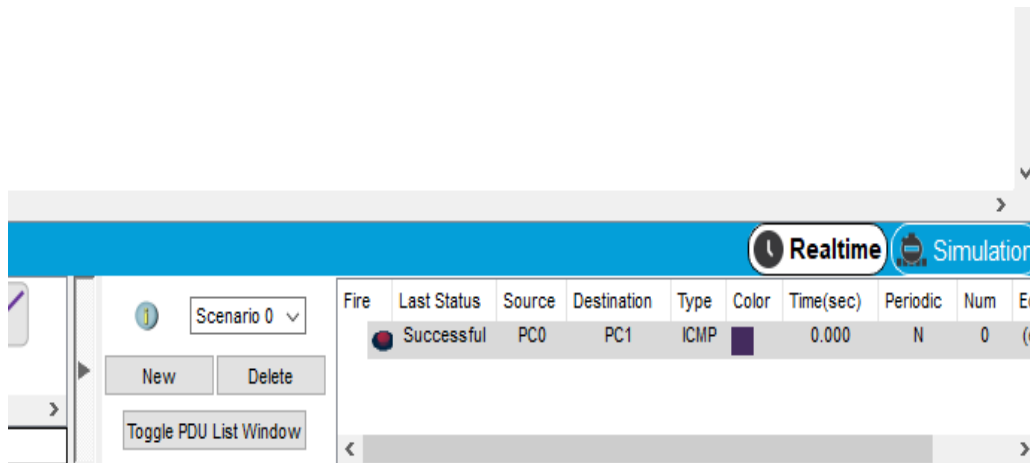 Realtime Simulation
Scenario 0
New Delete
Toggle PDU List Window
Fire Last Status Source Destination Type Color Time(sec) Periodic Num
Successful PC0 PC1 ICMP 0.000 N 0